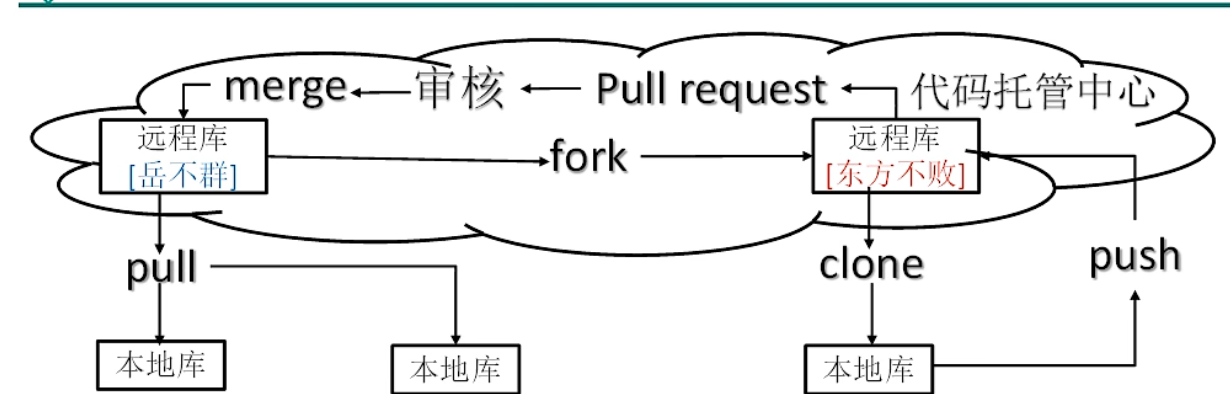 merge
审核
Pull request
代码托管中心
远程库
[岳不群]
fork
远程库
[东方不败]
pull
clone
push
本地库
本地库
本地库